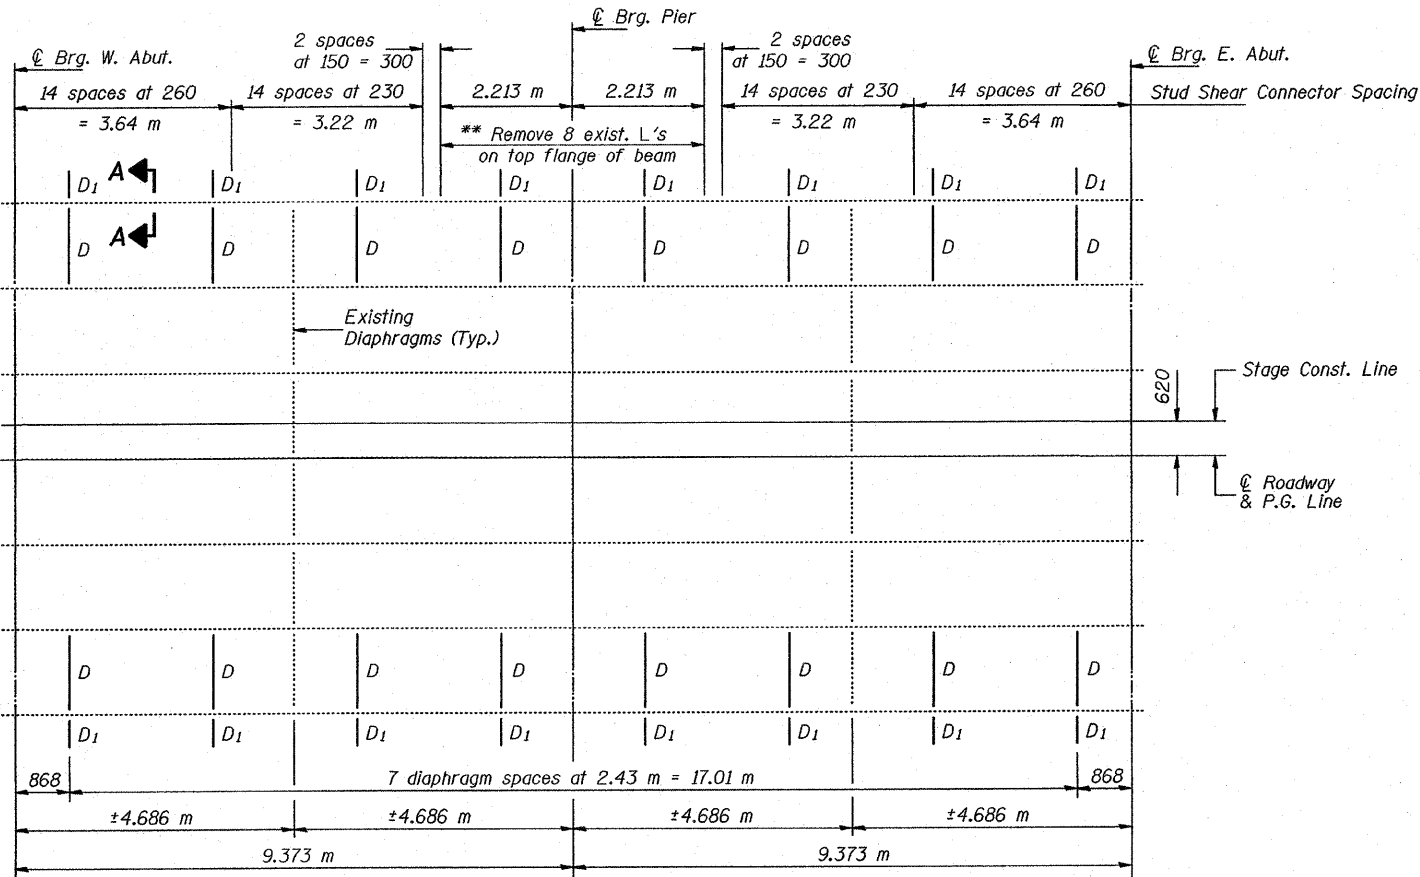 ℄ Brg. Pier
℄ Brg. W. Abut.
2 spaces
at 150 = 300
2 spaces
at 150 = 300
℄ Brg. E. Abut.
14 spaces at 260
= 3.64 m
14 spaces at 230
= 3.22 m
2.213 m
2.213 m
14 spaces at 230
= 3.22 m
14 spaces at 260
= 3.64 m
Stud Shear Connector Spacing
** Remove 8 exist. L's
on top flange of beam
A
D1 D1 D1 D1 D1 D1 D1 D1
A
D D D D D D D D
Existing
Diaphragms (Typ.)
620
Stage Const. Line
℄ Roadway
& P.G. Line
D D D D D D D D
D1 D1 D1 D1 D1 D1 D1 D1
868
7 diaphragm spaces at 2.43 m = 17.01 m
868
±4.686 m
±4.686 m
±4.686 m
±4.686 m
9.373 m
9.373 m